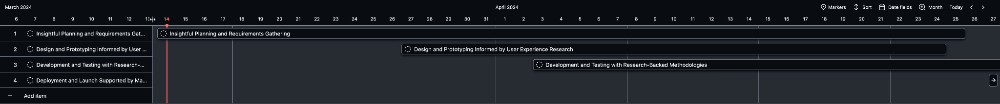 March 2024 April 2024 Markers Sort Date fields Month Today
6 7 8 9 10 11 12 14 15 16 17 18 19 20 21 22 23 24 25 26 27 28 29 30 31 1 2 3 4 5 6 7 8 9 10 11 12 13 14 15 16 17 18 19 20 21 22 23 24 25 26 27
1 Insightful Planning and Requirements Gat... Insightful Planning and Requirements Gathering
2 Design and Prototyping Informed by User ... Design and Prototyping Informed by User Experience Research
3 Development and Testing with Research-... Development and Testing with Research-Backed Methodologies
4 Deployment and Launch Supported by Ma...
Add item